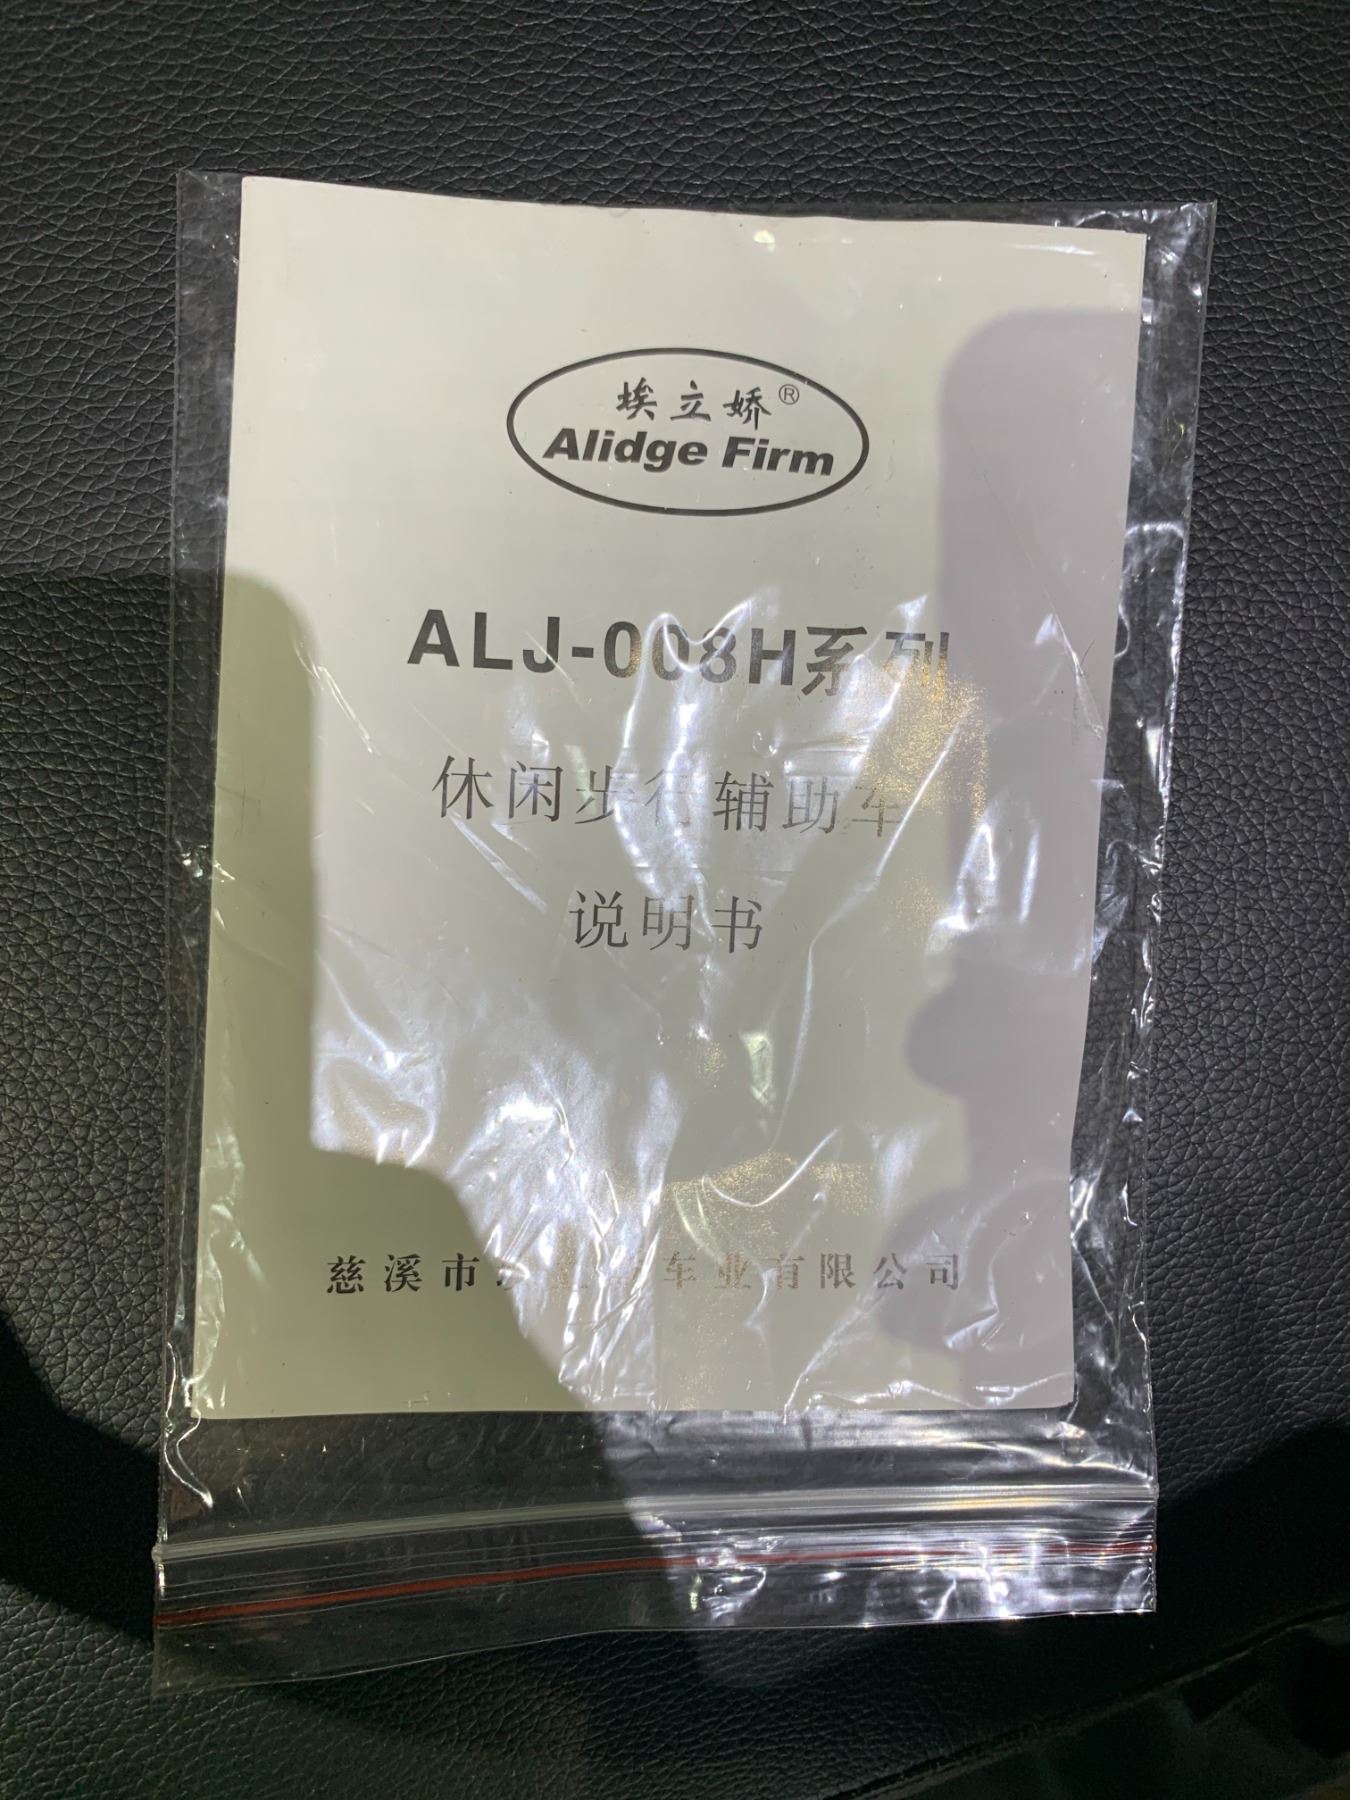 埃立娇®
Alidge Firm
ALJ-008H系列
休闲步行辅助车
说明书
慈溪市 车业有限公司